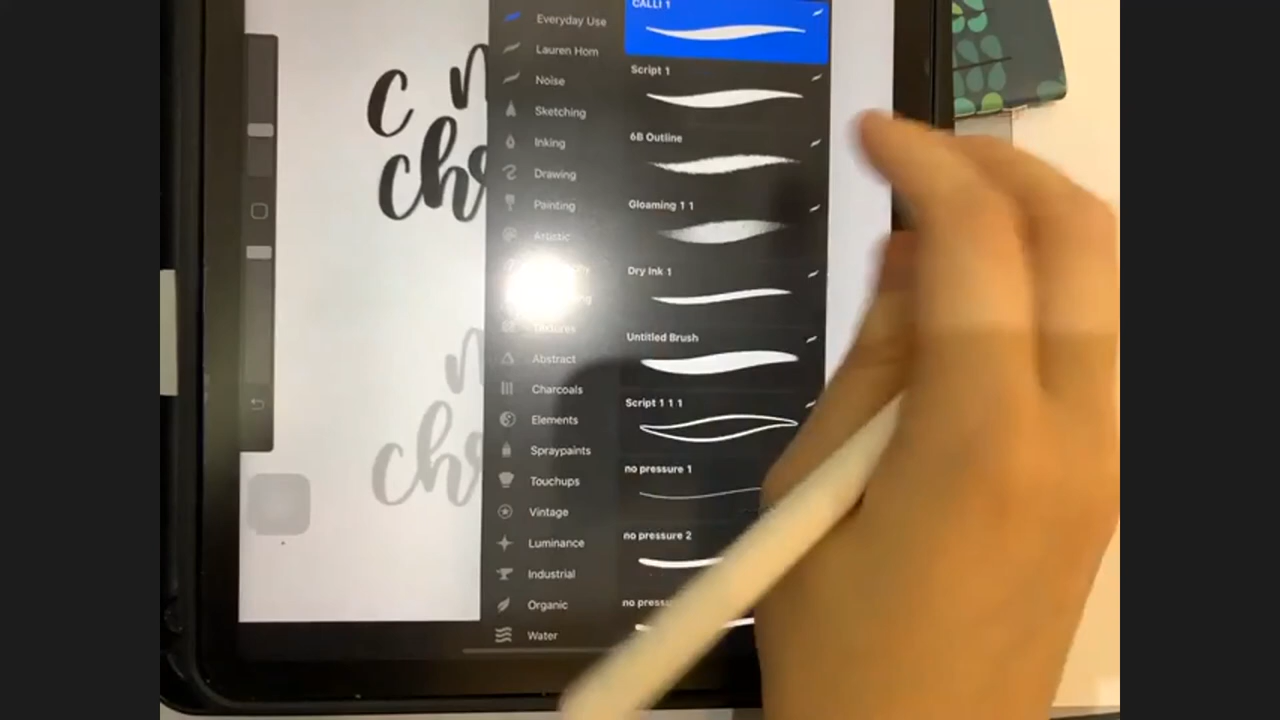 CALLI 1
Everyday Use
Lauren Hom
Script 1
Noise
Sketching
6B Outline
Inking
Drawing
Gloaming 1 1
Painting
Artistic
Dry Ink 1
Textures
Untitled Brush
Abstract
Charcoals
Script 1 1 1
Elements
Spraypaints
no pressure 1
Touchups
Vintage
no pressure 2
Luminance
Industrial
no
Organic
Water
c